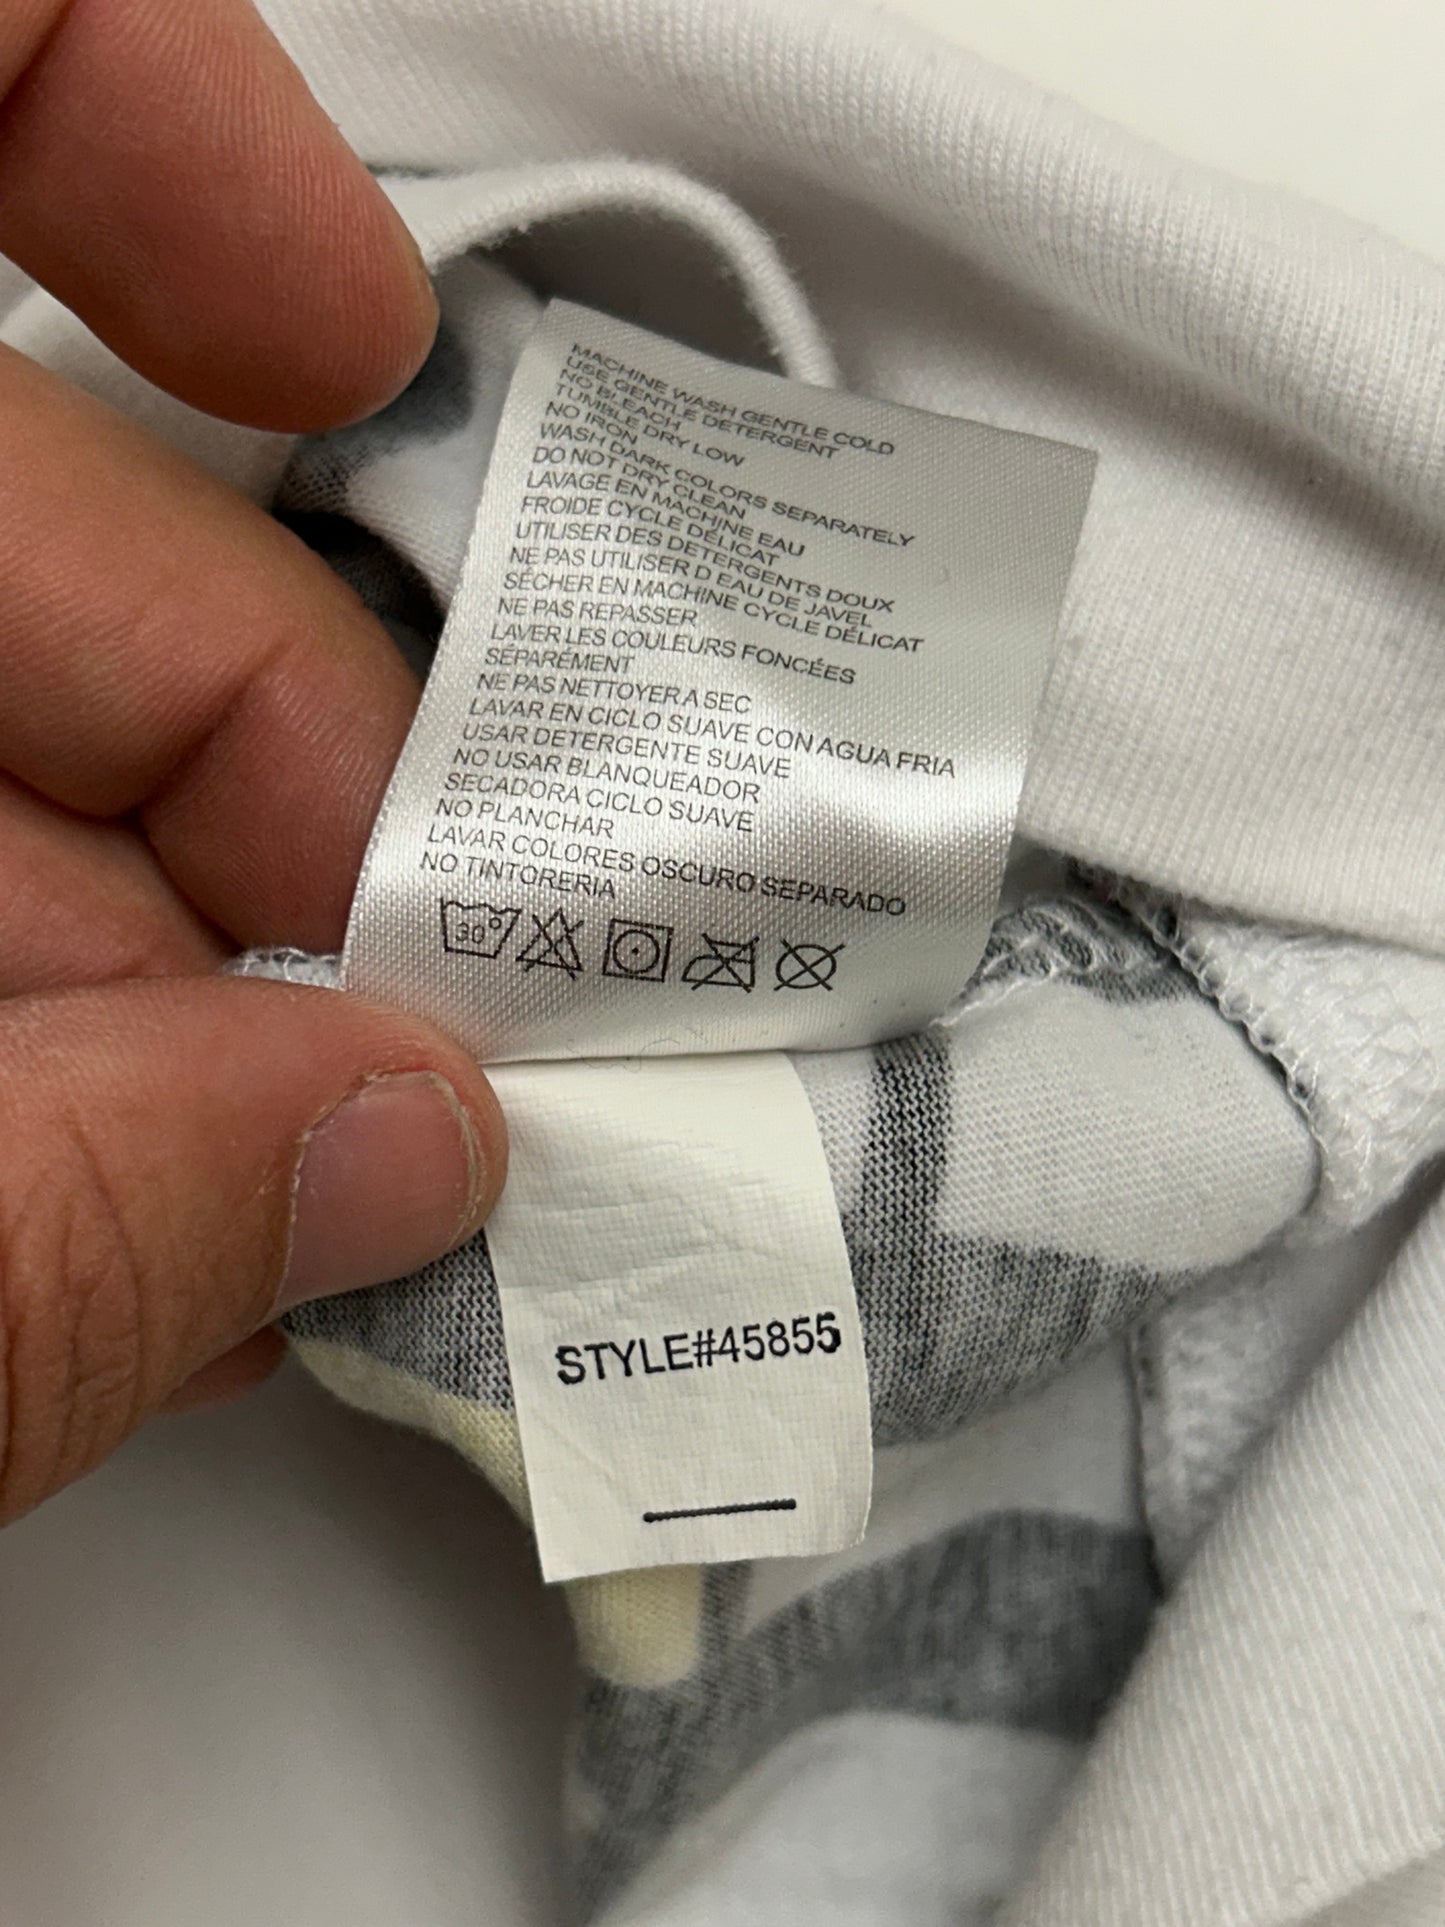 MACHINE WASH GENTLE COLD
USE GENTLE DETERGENT
NO BLEACH
TUMBLE DRY LOW
NO IRON
WASH DARK COLORS SEPARATELY
DO NOT DRY CLEAN
LAVAGE EN MACHINE EAU
FROIDE CYCLE DÉLICAT
UTILISER DES DETERGENTS DOUX
NE PAS UTILISER D EAU DE JAVEL
SÉCHER EN MACHINE CYCLE DÉLICAT
NE PAS REPASSER
LAVER LES COULEURS FONCÉES
SÉPARÉMENT
NE PAS NETTOYER A SEC
LAVAR EN CICLO SUAVE CON AGUA FRIA
USAR DETERGENTE SUAVE
NO USAR BLANQUEADOR
SECADORA CICLO SUAVE
NO PLANCHAR
LAVAR COLORES OSCURO SEPARADO
NO TINTORERIA
30°
STYLE#45855